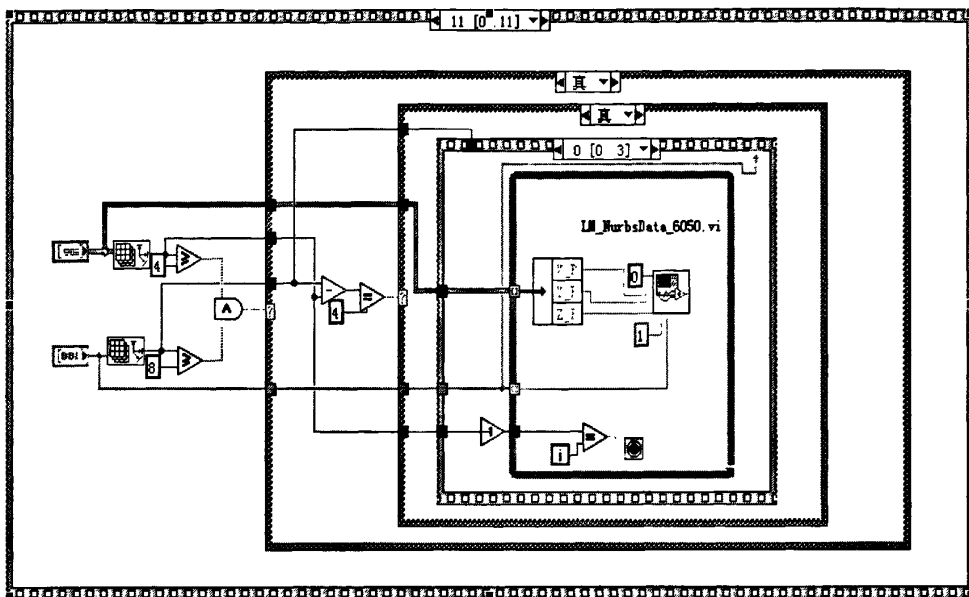 11 [0..11]
真
真
0 [0..3]
LM_NurbsData_6050.vi
4
0
4
A
1
8
i